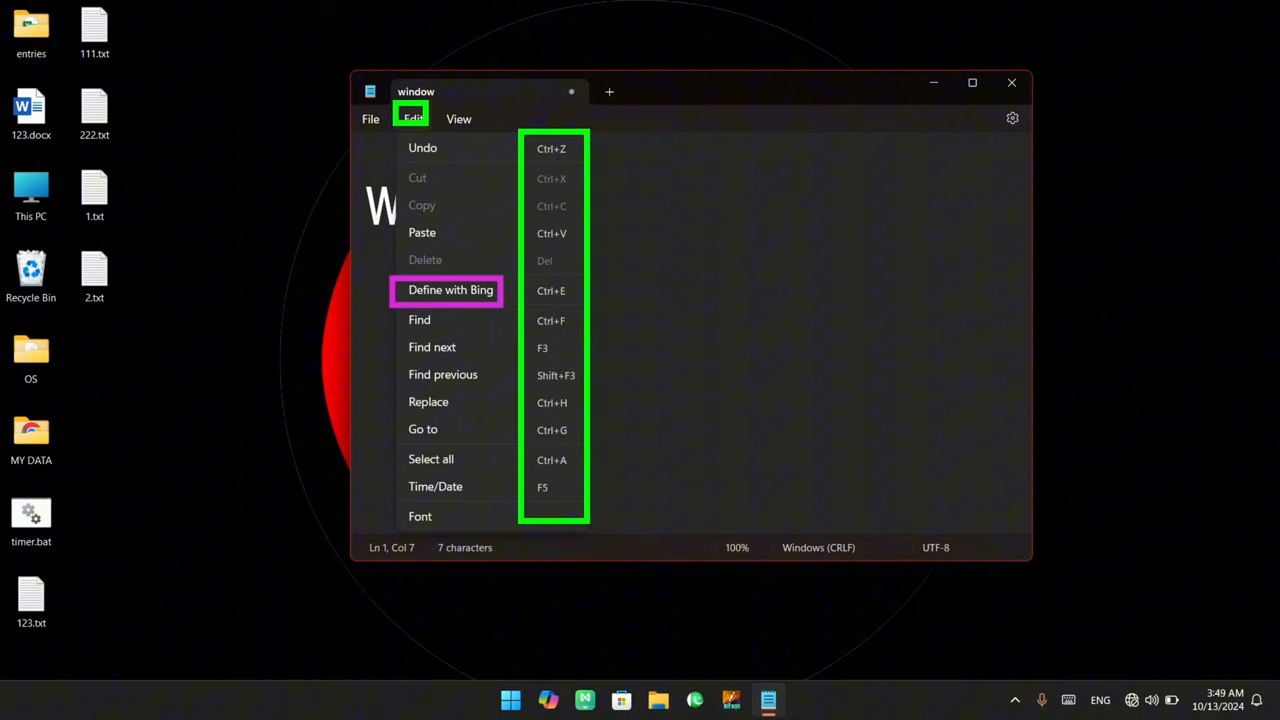 entries
111.txt
123.docx
222.txt
This PC
1.txt
Recycle Bin
2.txt
OS
MY DATA
timer.bat
123.txt
window
File Edit View
Undo Ctrl+Z
Cut +X
Copy Ctrl+C
Paste Ctrl+V
Delete
Define with Bing Ctrl+E
Find Ctrl+F
Find next F3
Find previous Shift+F3
Replace Ctrl+H
Go to Ctrl+G
Select all Ctrl+A
Time/Date F5
Font
W
Ln 1, Col 7 7 characters 100% Windows (CRLF) UTF-8
ENG 3:49 AM
10/13/2024